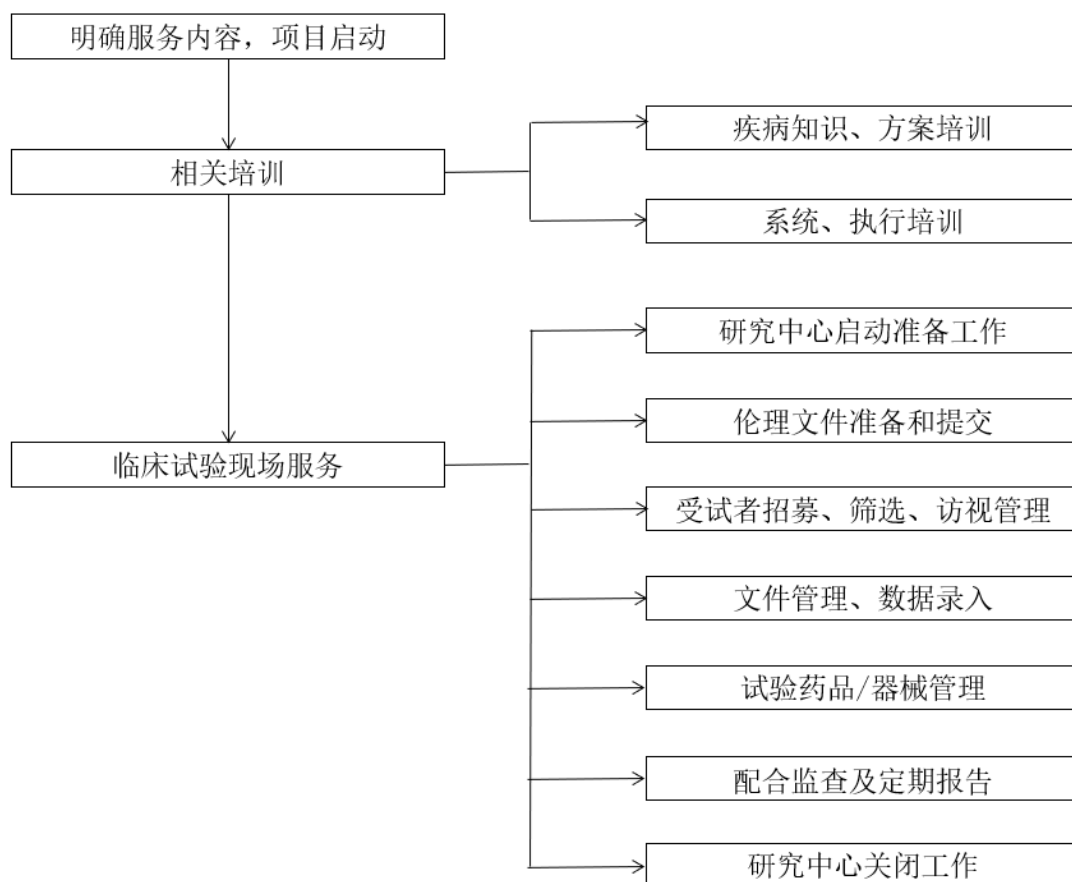 明确服务内容，项目启动
相关培训
疾病知识、方案培训
系统、执行培训
临床试验现场服务
研究中心启动准备工作
伦理文件准备和提交
受试者招募、筛选、访视管理
文件管理、数据录入
试验药品/器械管理
配合监查及定期报告
研究中心关闭工作